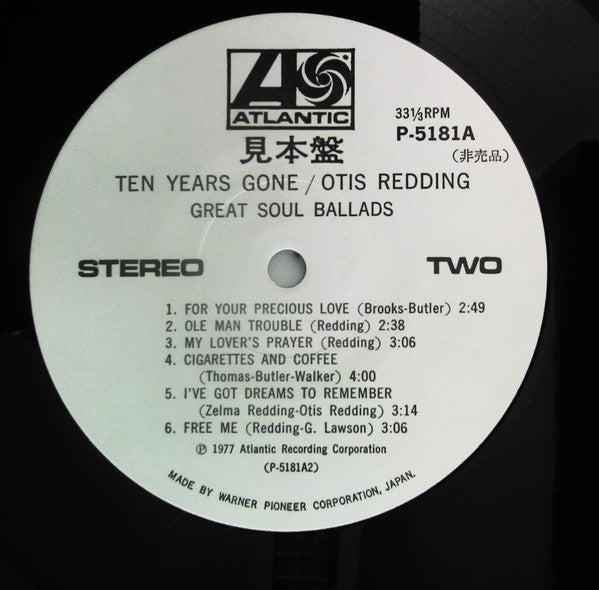 ATLANTIC
33⅓RPM
P-5181A
見本盤
(非売品)
TEN YEARS GONE / OTIS REDDING
GREAT SOUL BALLADS
STEREO TWO
1. FOR YOUR PRECIOUS LOVE (Brooks-Butler) 2:49
2. OLE MAN TROUBLE (Redding) 2:38
3. MY LOVER'S PRAYER (Redding) 3:06
4. CIGARETTES AND COFFEE
(Thomas-Butler-Walker) 4:00
5. I'VE GOT DREAMS TO REMEMBER
(Zelma Redding-Otis Redding) 3:14
6. FREE ME (Redding-G. Lawson) 3:06
℗ 1977 Atlantic Recording Corporation
(P-5181A2)
MADE BY WARNER PIONEER CORPORATION, JAPAN.